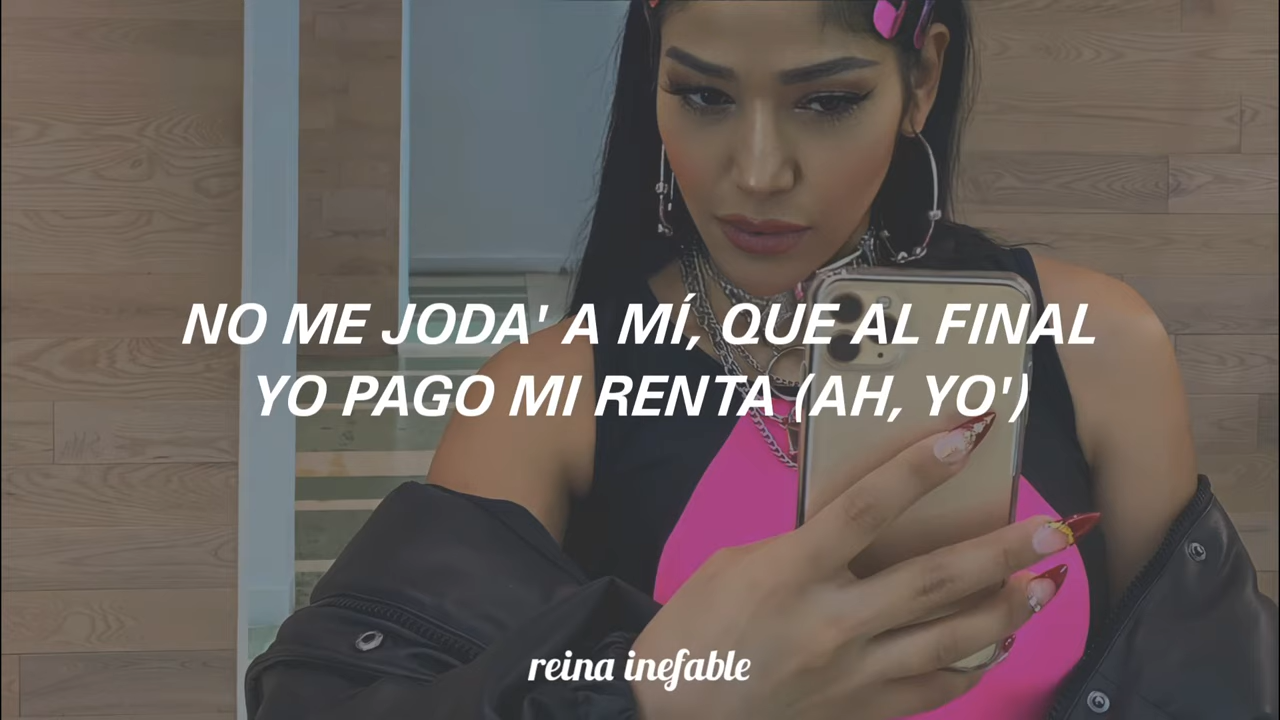 NO ME JODA' A MÍ, QUE AL FINAL
YO PAGO MI RENTA (AH, YO')
reina inefable